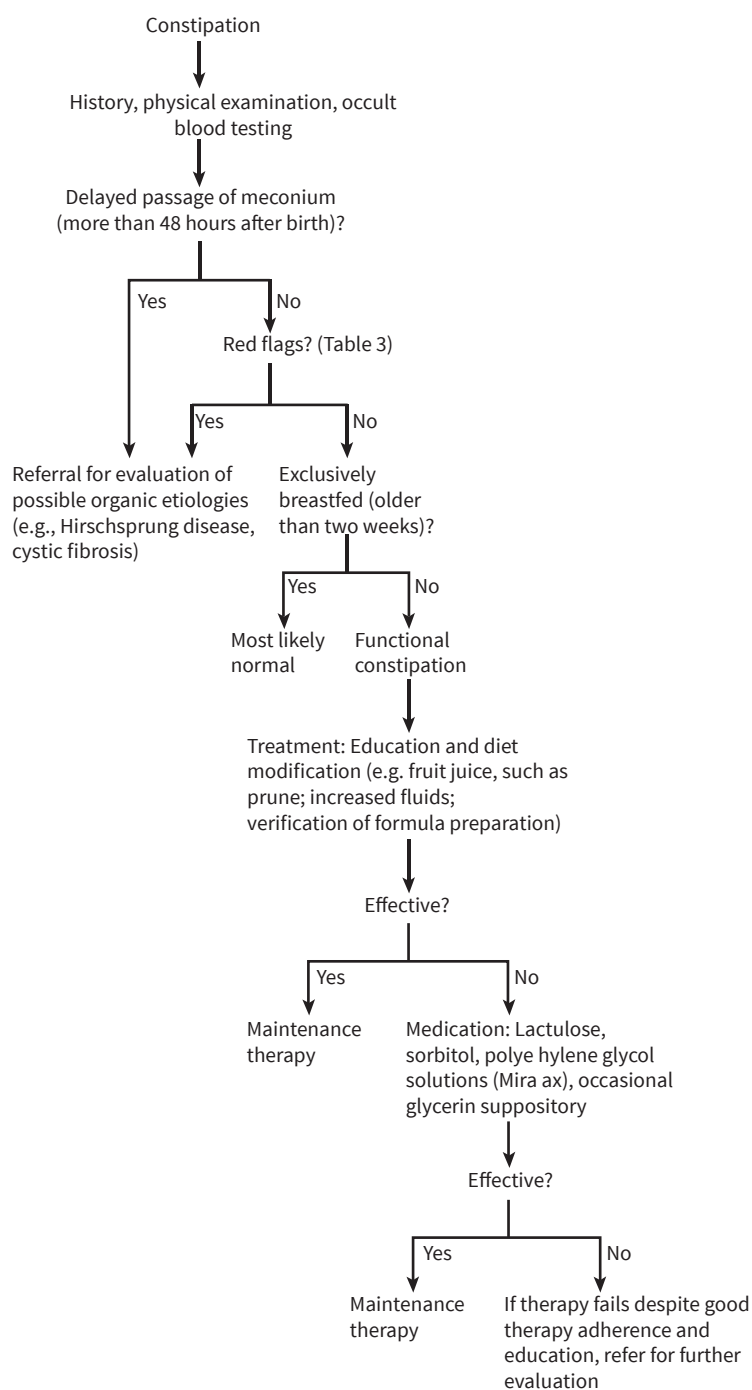 Constipation
History, physical examination, occult
blood testing
Delayed passage of meconium
(more than 48 hours after birth)?
Yes
No
Red flags? (Table 3)
Yes
No
Referral for evaluation of
possible organic etiologies
(e.g., Hirschsprung disease,
cystic fibrosis)
Exclusively
breastfed (older
than two weeks)?
Yes
No
Most likely
normal
Functional
constipation
Treatment: Education and diet
modification (e.g. fruit juice, such as
prune; increased fluids;
verification of formula preparation)
Effective?
Yes
No
Maintenance
therapy
Medication: Lactulose,
sorbitol, polye hylene glycol
solutions (Mira ax), occasional
glycerin suppository
Effective?
Yes
No
Maintenance
therapy
If therapy fails despite good
therapy adherence and
education, refer for further
evaluation